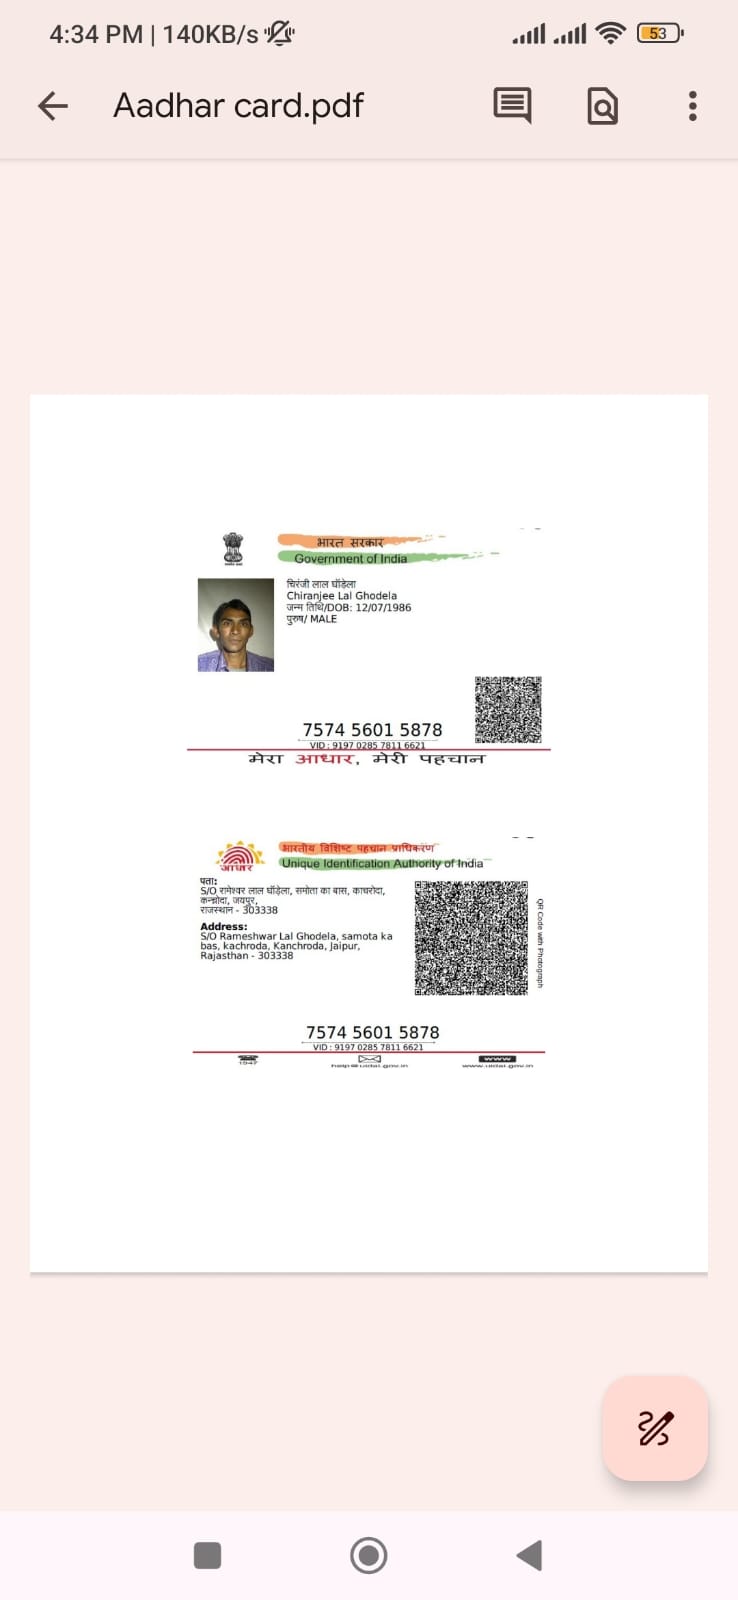 4:34 PM | 140KB/s
53
Aadhar card.pdf
भारत सरकार
Government of India
चिरंजी लाल घोंडेला
Chiranjee Lal Ghodela
जन्म तिथि/DOB: 12/07/1986
पुरुष/ MALE
7574 5601 5878
VID : 9197 0285 7811 6621
मेरा आधार, मेरी पहचान
आधार
भारतीय विशिष्ट पहचान प्राधिकरण
Unique Identification Authority of India
पता:
S/O रामेश्वर लाल घोंडेला, समोता का बास, काचरोदा,
कन्चोदा, जयपुर,
राजस्थान - 303338
Address:
S/O Rameshwar Lal Ghodela, samota ka
bas, kachroda, Kanchroda, Jaipur,
Rajasthan - 303338
QR Code with Photograph
7574 5601 5878
VID : 9197 0285 7811 6621
1947
help@uidai.gov.in
www
www.uidai.gov.in